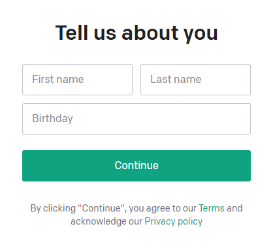 Tell us about you
First name Last name
Birthday
Continue
By clicking "Continue", you agree to our Terms and
acknowledge our Privacy policy